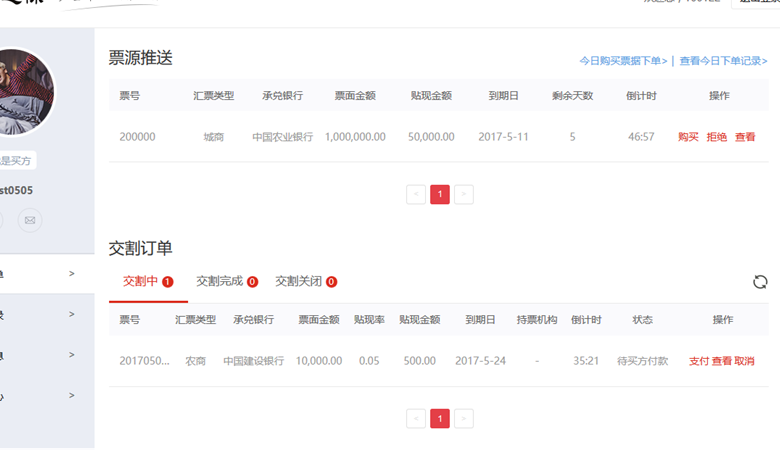 是买方
st0505
>
>
>
>
票源推送
今日购买票据下单> | 查看今日下单记录>
票号 汇票类型 承兑银行 票面金额 贴现金额 到期日 剩余天数 倒计时 操作
200000 城商 中国农业银行 1,000,000.00 50,000.00 2017-5-11 5 46:57 购买 拒绝 查看
< 1 >
交割订单
交割中 1 交割完成 0 交割关闭 0
票号 汇票类型 承兑银行 票面金额 贴现率 贴现金额 到期日 持票机构 倒计时 状态 操作
2017050... 农商 中国建设银行 10,000.00 0.05 500.00 2017-5-24 - 35:21 待买方付款 支付 查看 取消
< 1 >